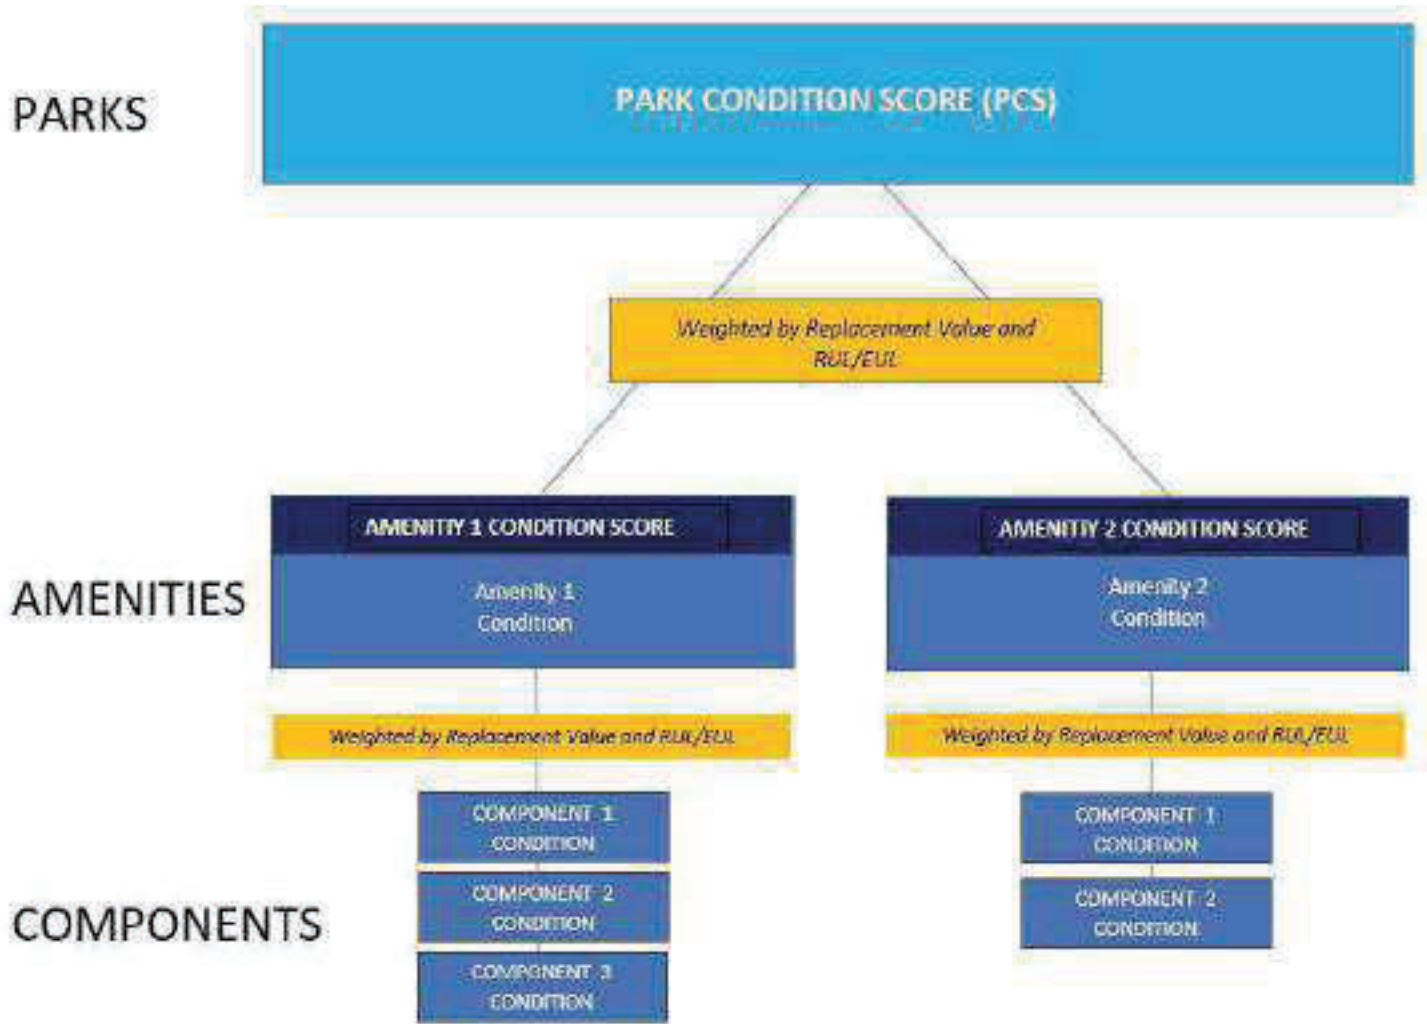 PARKS
PARK CONDITION SCORE (PCS)
Weighted by Replacement Value and
RUL/EUL
AMENITIES
AMENITIY 1 CONDITION SCORE
Amenity 1
Condition
Weighted by Replacement Value and RUL/EUL
AMENITIY 2 CONDITION SCORE
Amenity 2
Condition
Weighted by Replacement Value and RUL/EUL
COMPONENTS
COMPONENT 1
CONDITION
COMPONENT 2
CONDITION
COMPONENT 3
CONDITION
COMPONENT 1
CONDITION
COMPONENT 2
CONDITION